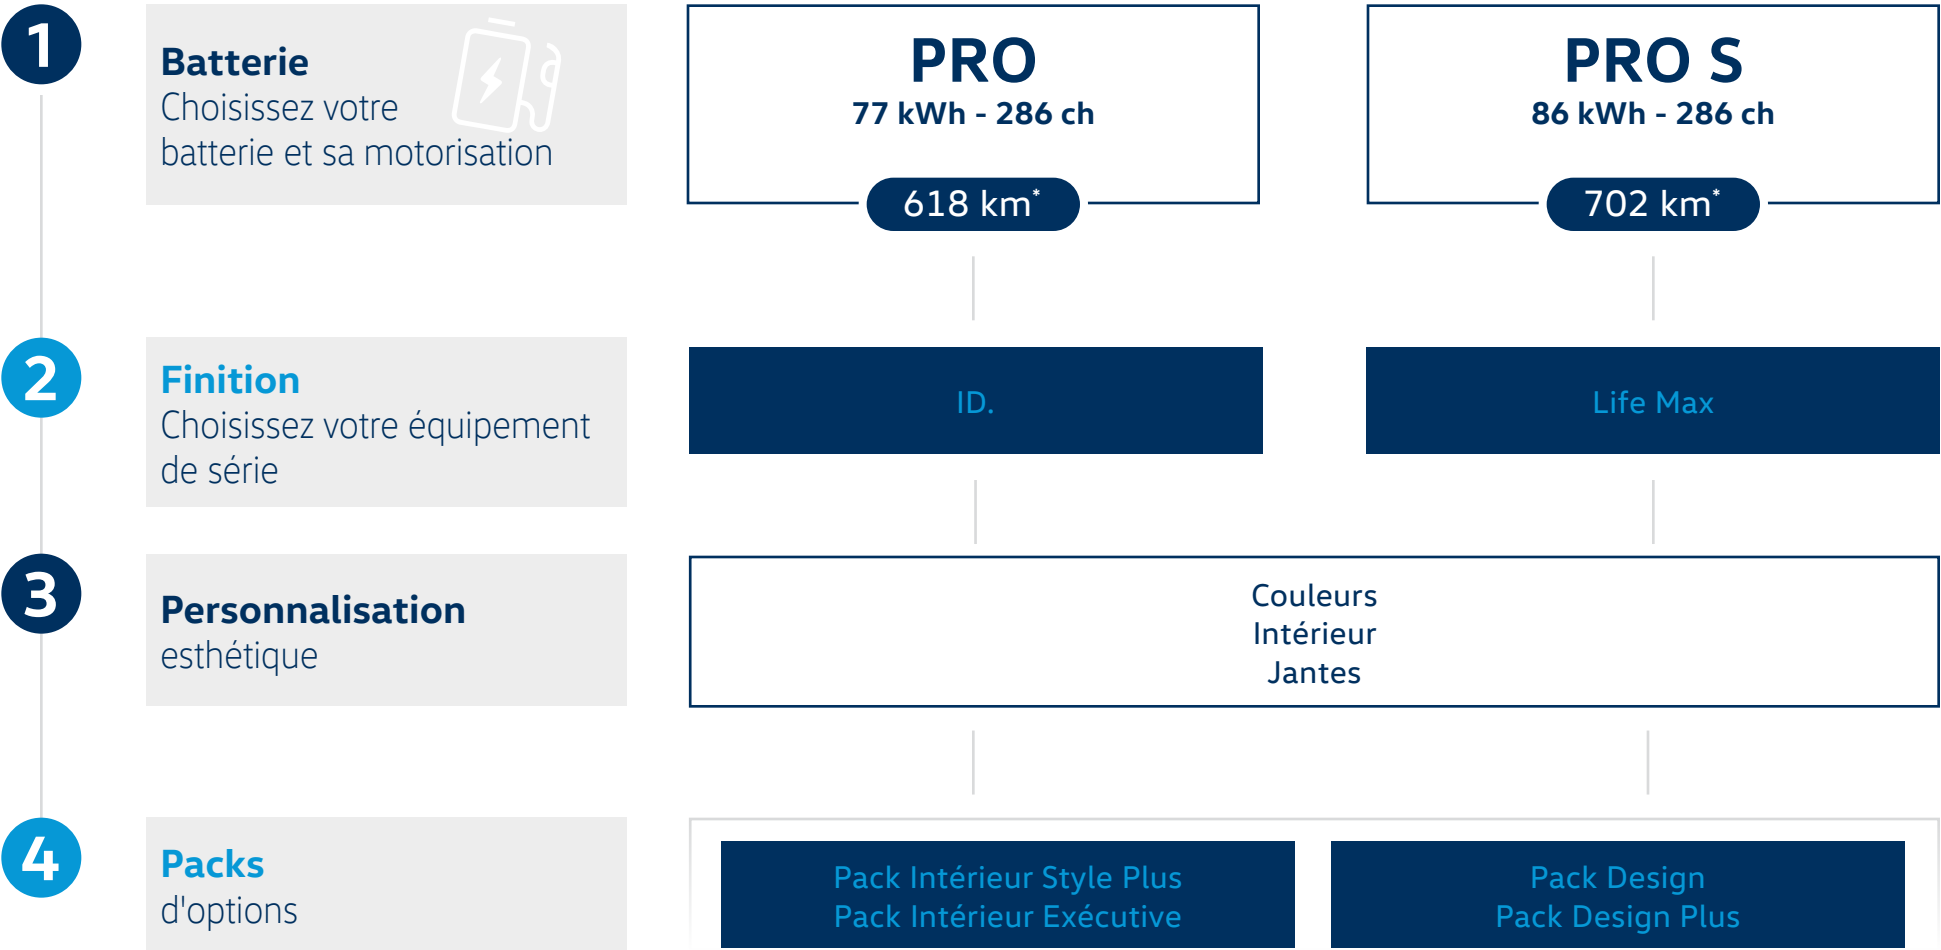 1
Batterie
Choisissez votre
batterie et sa motorisation
PRO
77 kWh - 286 ch
618 km*
PRO S
86 kWh - 286 ch
702 km*
2
Finition
Choisissez votre équipement
de série
ID.
Life Max
3
Personnalisation
esthétique
Couleurs
Intérieur
Jantes
4
Packs
d'options
Pack Intérieur Style Plus
Pack Intérieur Exécutive
Pack Design
Pack Design Plus